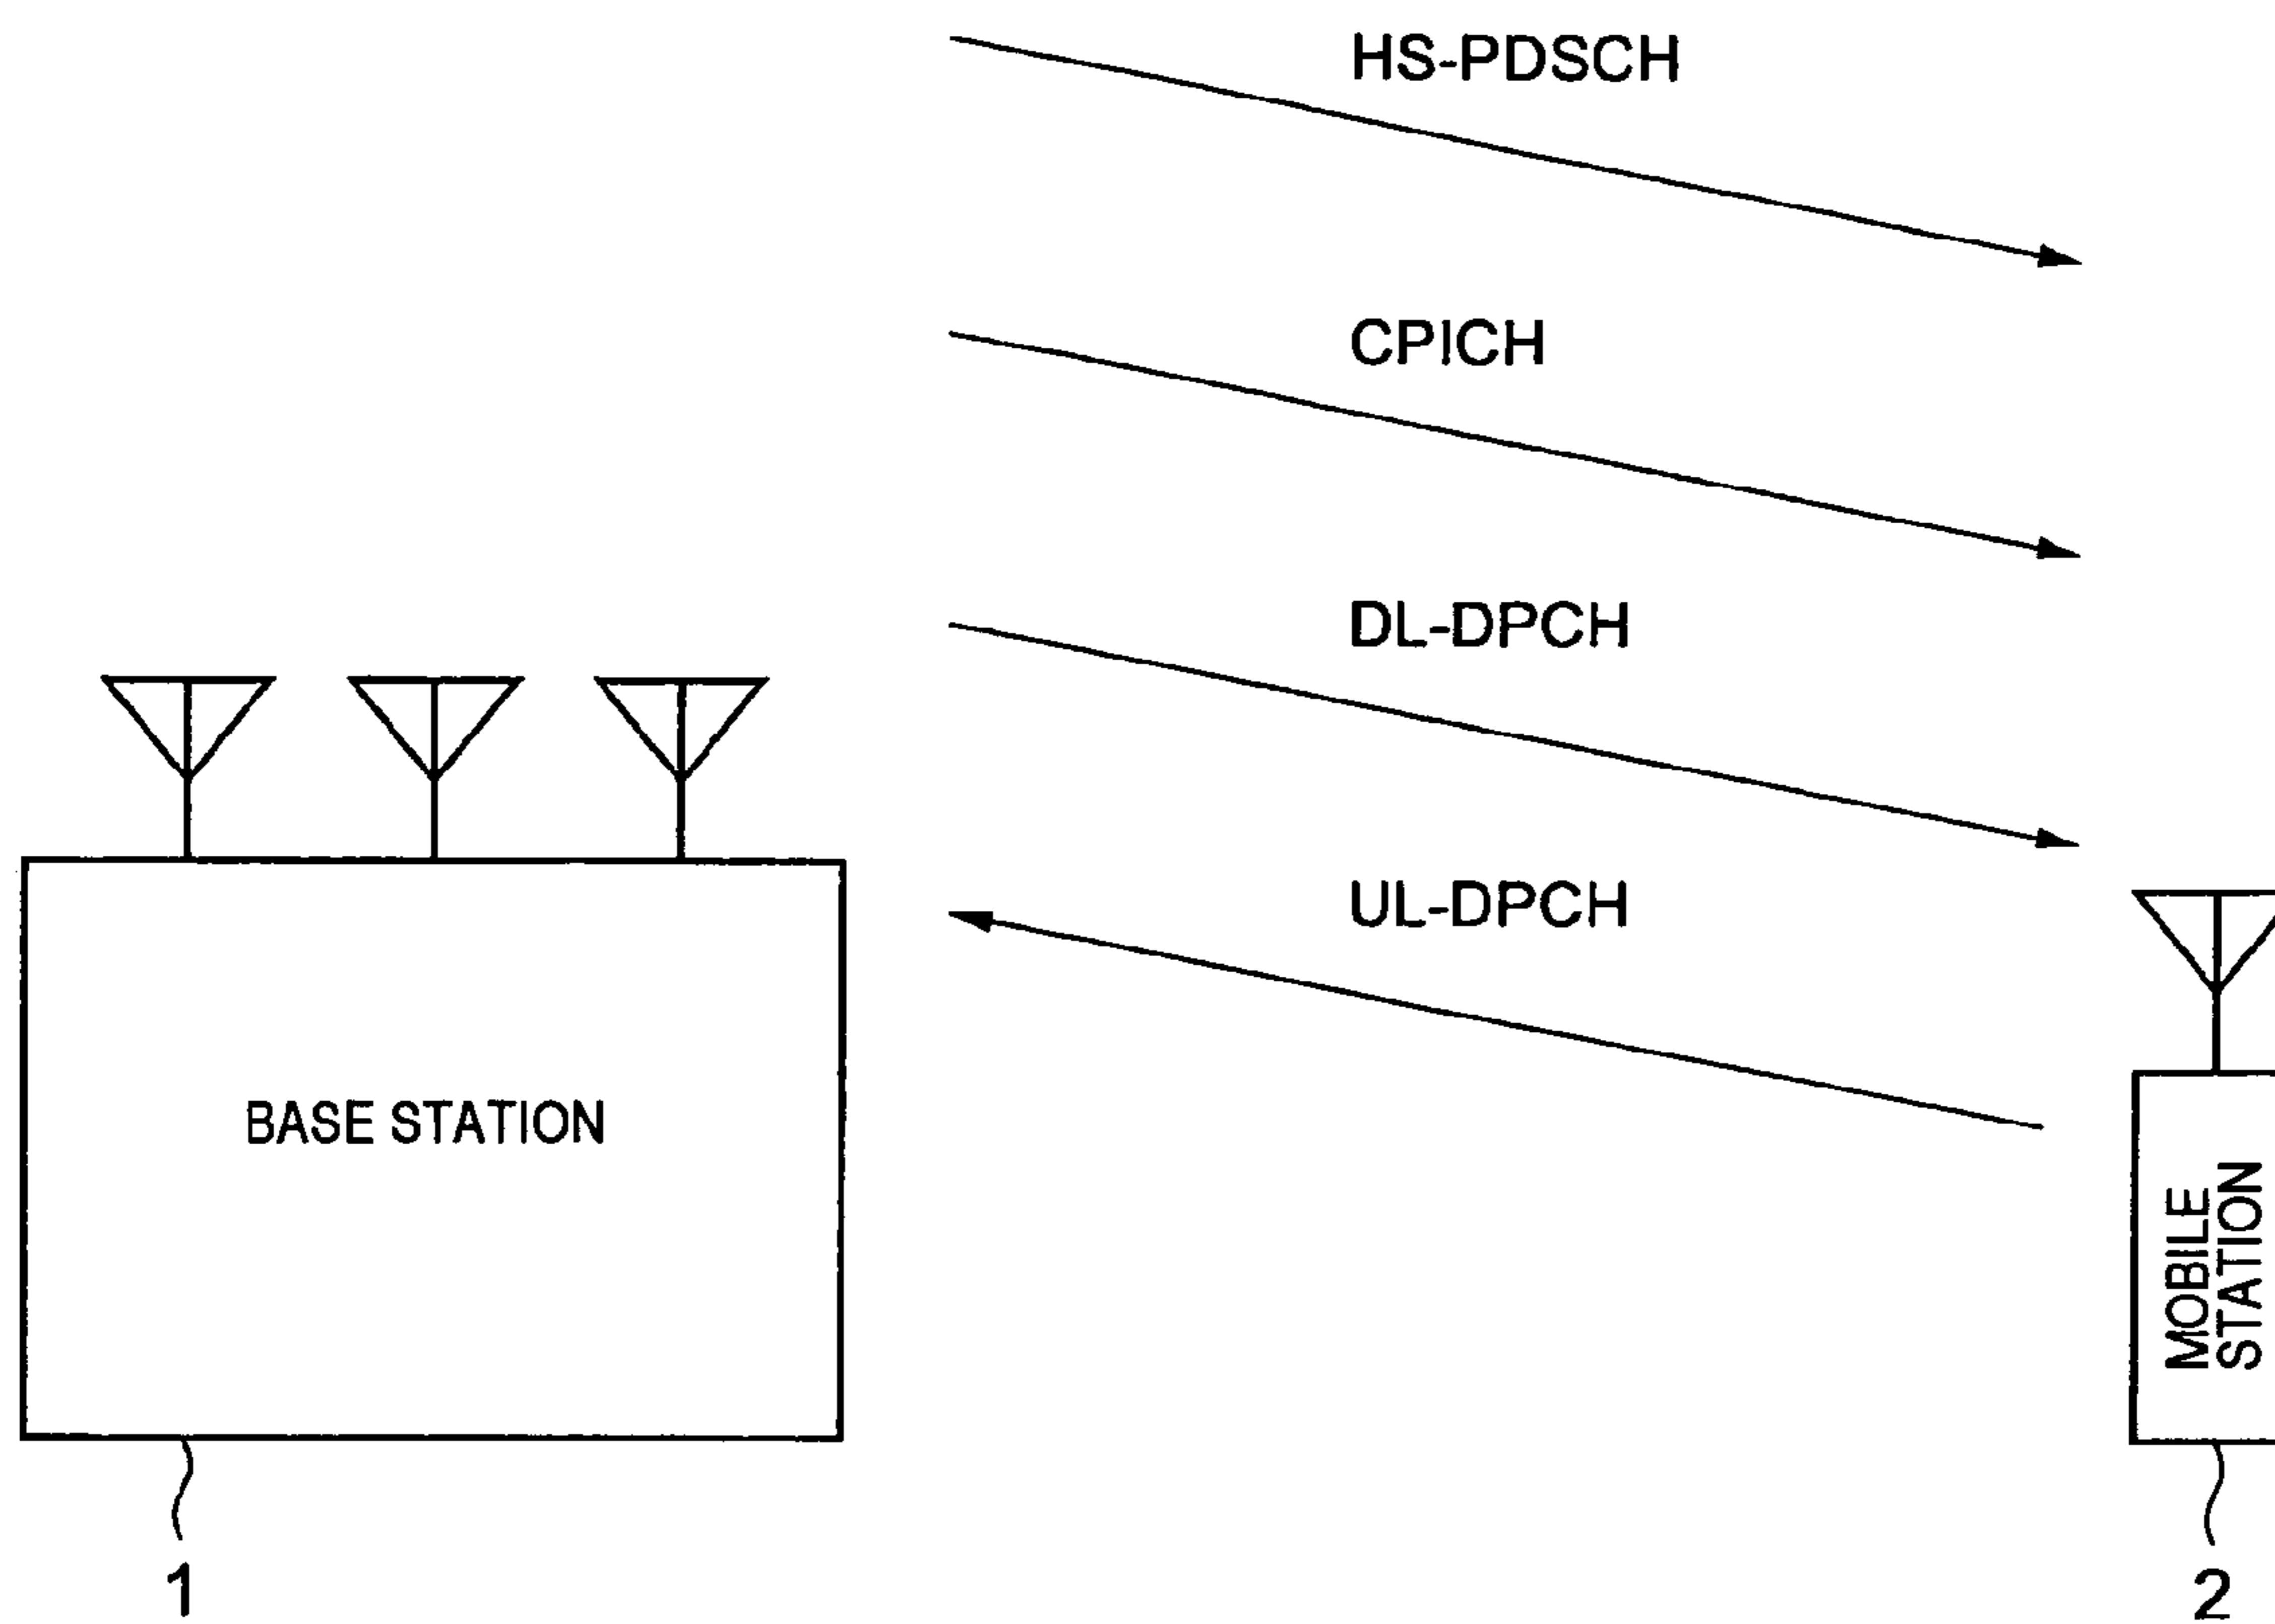 HS-PDSCH
CPICH
DL-DPCH
UL-DPCH
BASE STATION
MOBILE
STATION
1
2